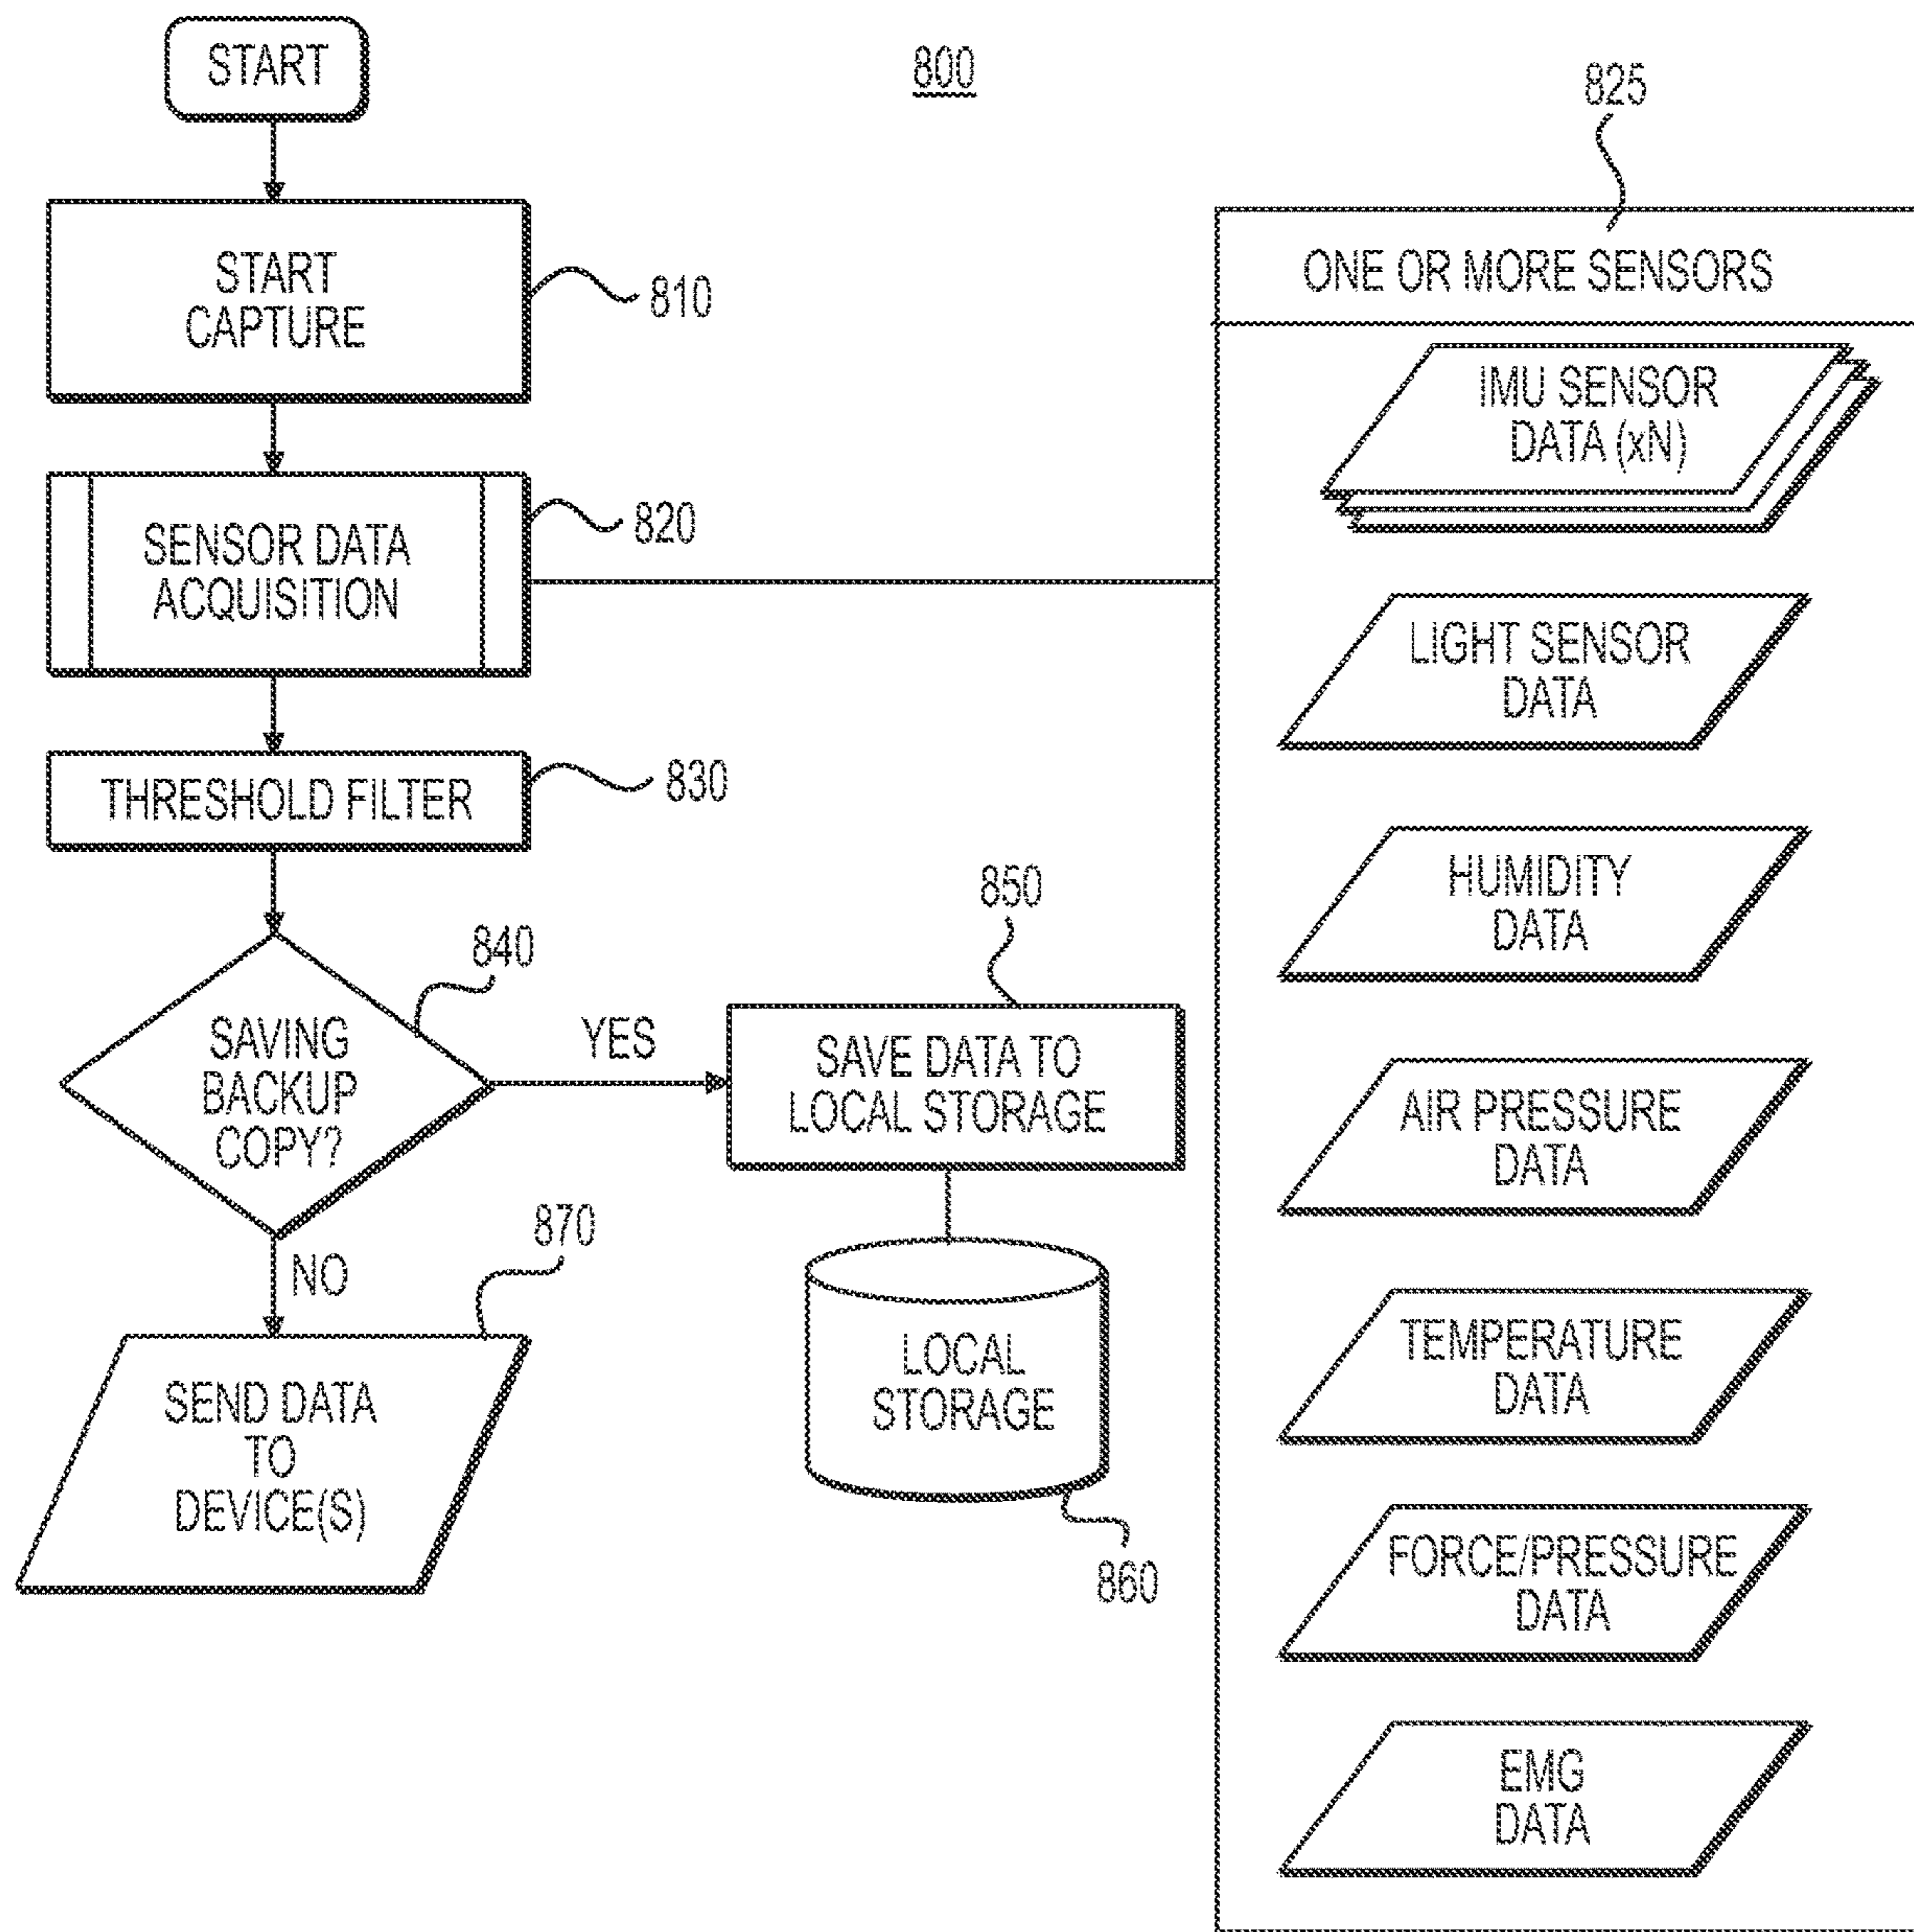 START
800
825
START
CAPTURE
810
ONE OR MORE SENSORS
IMU SENSOR
DATA (xN)
SENSOR DATA
ACQUISITION
820
LIGHT SENSOR
DATA
THRESHOLD FILTER
830
HUMIDITY
DATA
840
SAVING
BACKUP
COPY?
YES
850
SAVE DATA TO
LOCAL STORAGE
AIR PRESSURE
DATA
NO
870
SEND DATA
TO
DEVICE(S)
LOCAL
STORAGE
860
TEMPERATURE
DATA
FORCE/PRESSURE
DATA
EMG
DATA